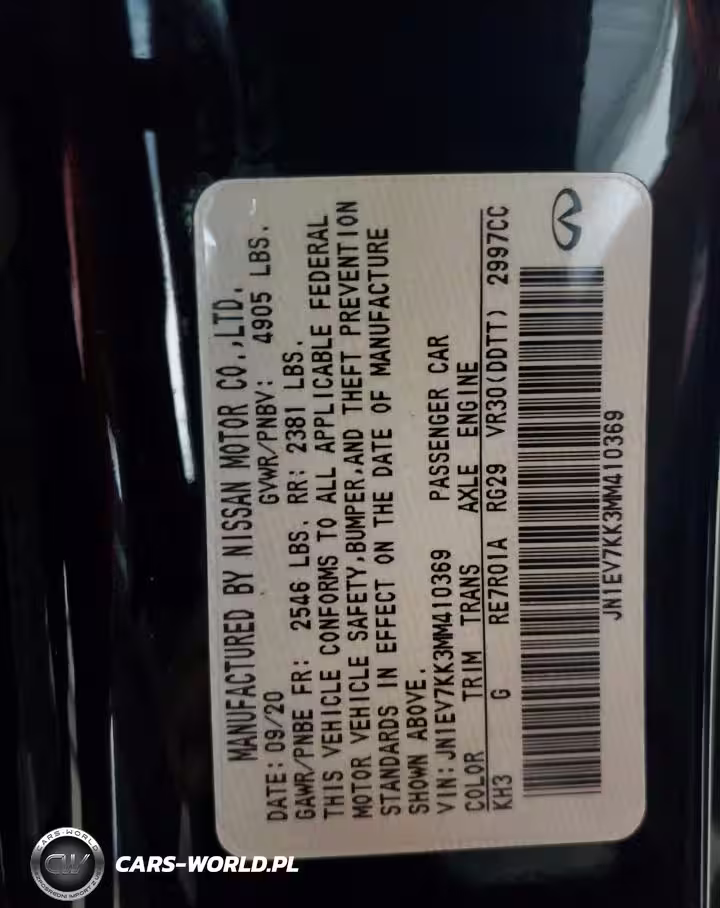 MANUFACTURED BY NISSAN MOTOR CO.,LTD.
DATE: 09/20 GVWR/PNBV: 4905 LBS.
GAWR/PNBE FR: 2546 LBS. RR: 2381 LBS.
THIS VEHICLE CONFORMS TO ALL APPLICABLE FEDERAL
MOTOR VEHICLE SAFETY,BUMPER,AND THEFT PREVENTION
STANDARDS IN EFFECT ON THE DATE OF MANUFACTURE
SHOWN ABOVE.
VIN:JN1EV7KK3MM410369 PASSENGER CAR
COLOR TRIM TRANS AXLE ENGINE
KH3 G RE7R01A RG29 VR30(DDTT) 2997CC
JN1EV7KK3MM410369
CARS-WORLD
CW
CARS-WORLD.PL